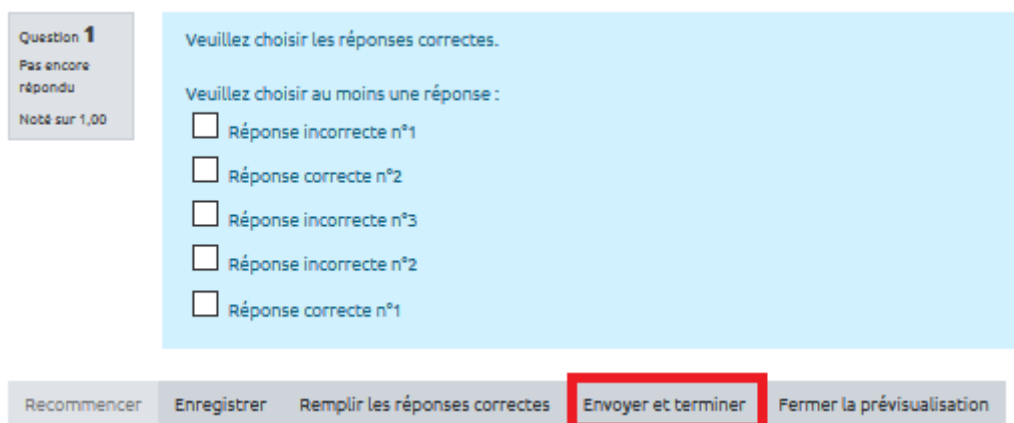 Question 1
Pas encore
répondu
Noté sur 1,00
Veuillez choisir les réponses correctes.
Veuillez choisir au moins une réponse :
Réponse incorrecte n°1
Réponse correcte n°2
Réponse incorrecte n°3
Réponse incorrecte n°2
Réponse correcte n°1
Recommencer Enregistrer Remplir les réponses correctes Envoyer et terminer Fermer la prévisualisation